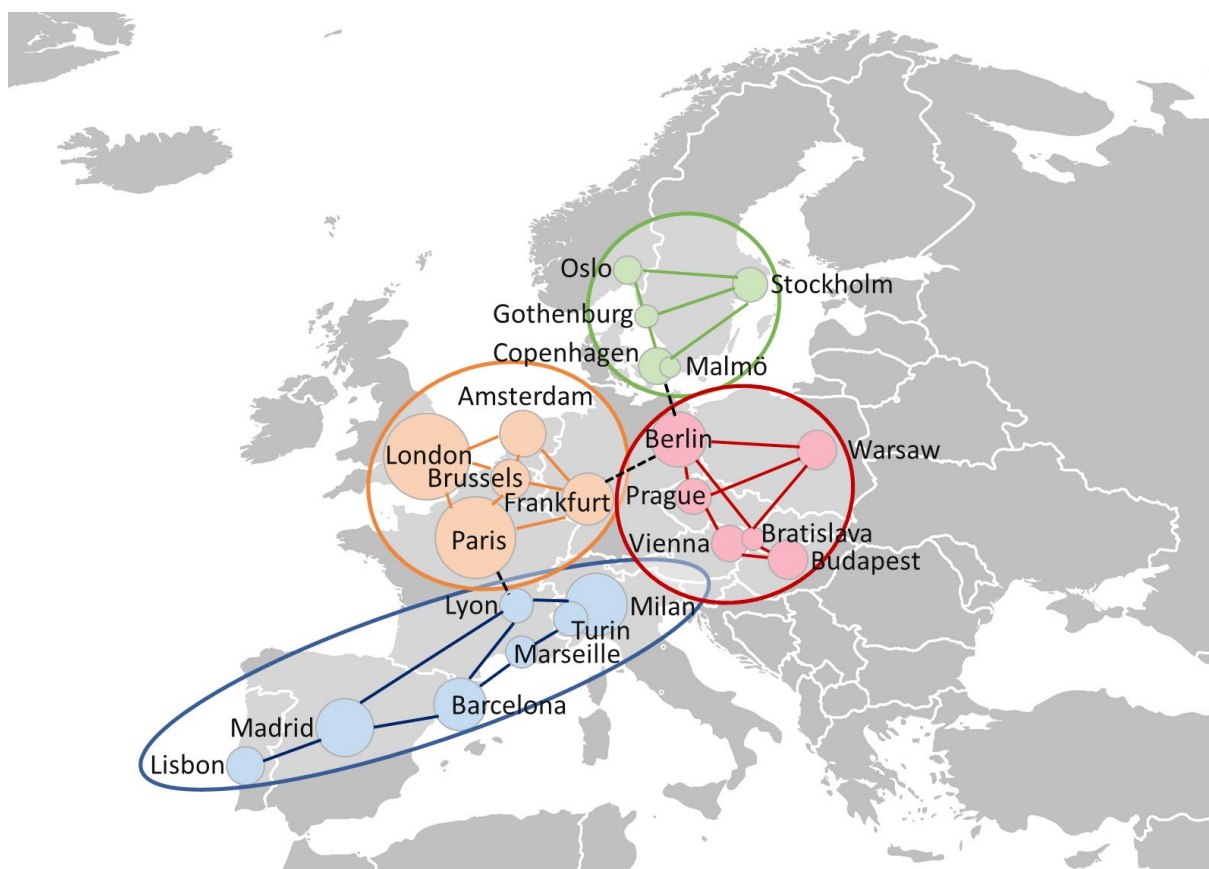 Oslo
Stockholm
Gothenburg
Copenhagen
Malmö
Amsterdam
Berlin
Warsaw
London
Brussels
Frankfurt
Prague
Paris
Vienna
Bratislava
Budapest
Lyon
Milan
Turin
Marseille
Barcelona
Madrid
Lisbon